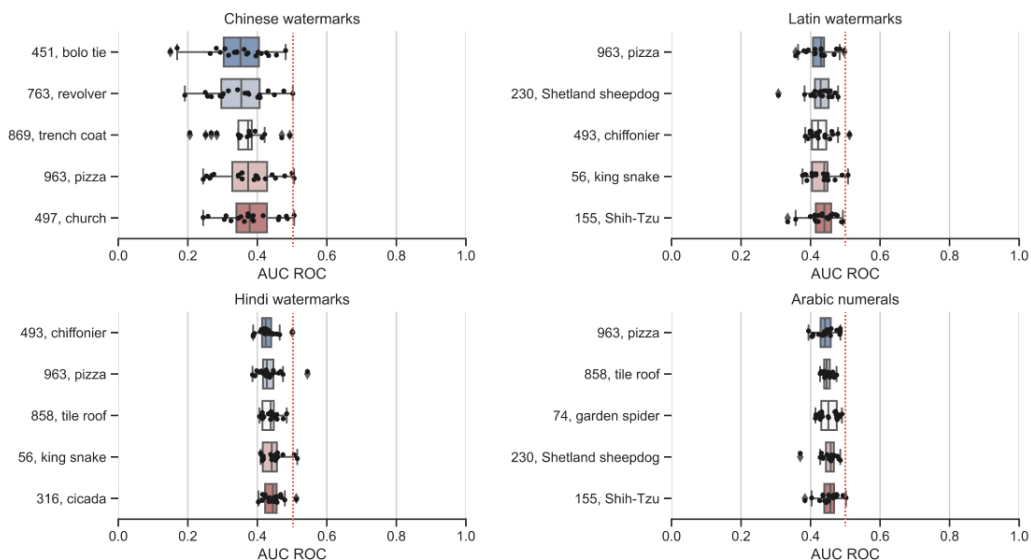 Chinese watermarks
451, bolo tie
763, revolver
869, trench coat
963, pizza
497, church
0.0 0.2 0.4 0.6 0.8 1.0
AUC ROC
Latin watermarks
963, pizza
230, Shetland sheepdog
493, chiffonier
56, king snake
155, Shih-Tzu
0.0 0.2 0.4 0.6 0.8 1.0
AUC ROC
Hindi watermarks
493, chiffonier
963, pizza
858, tile roof
56, king snake
316, cicada
0.0 0.2 0.4 0.6 0.8 1.0
AUC ROC
Arabic numerals
963, pizza
858, tile roof
74, garden spider
230, Shetland sheepdog
155, Shih-Tzu
0.0 0.2 0.4 0.6 0.8 1.0
AUC ROC